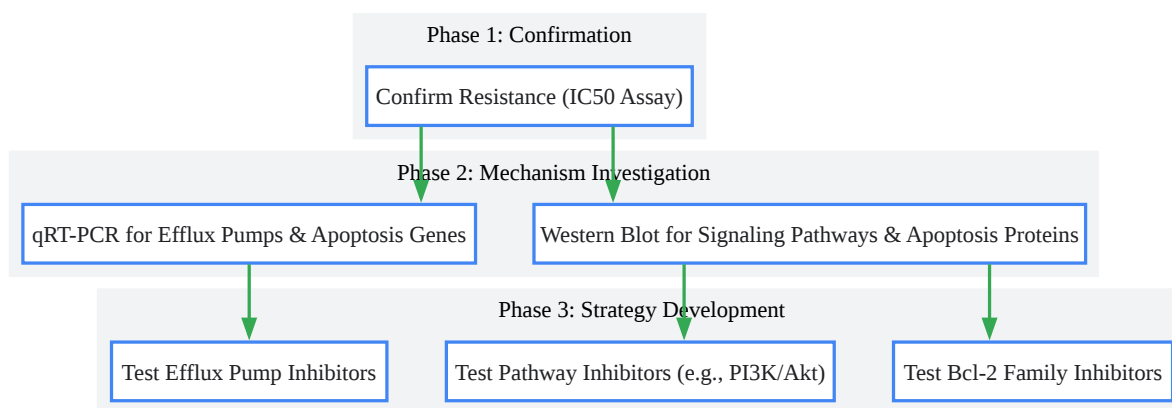 Phase 1: Confirmation
Confirm Resistance (IC50 Assay)
Phase 2: Mechanism Investigation
qRT-PCR for Efflux Pumps & Apoptosis Genes
Western Blot for Signaling Pathways & Apoptosis Proteins
Phase 3: Strategy Development
Test Efflux Pump Inhibitors
Test Pathway Inhibitors (e.g., PI3K/Akt)
Test Bcl-2 Family Inhibitors